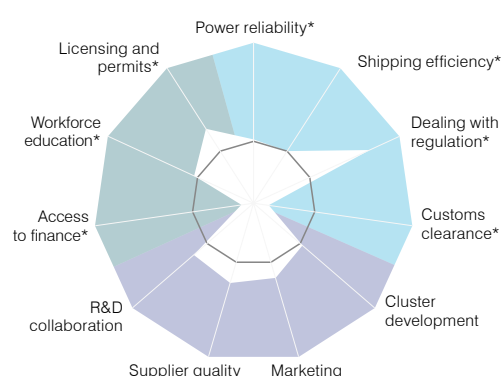 Power reliability*
Shipping efficiency*
Licensing and
permits*
Dealing with
regulation*
Workforce
education*
Customs
clearance*
Access
to finance*
Cluster
development
R&D
collaboration
Supplier quality
Marketing